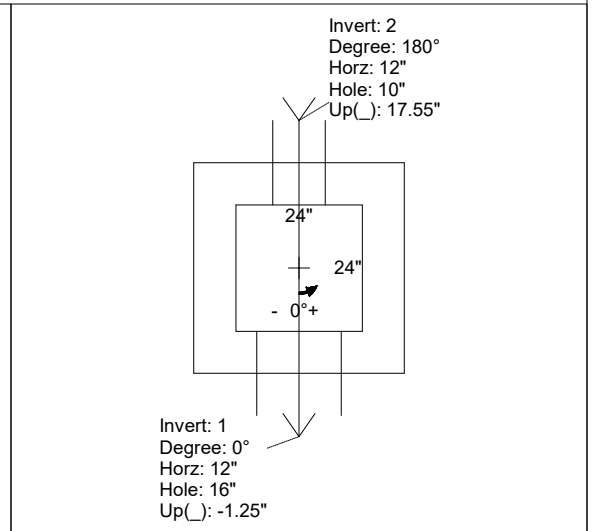 Invert: 2
Degree: 180°
Horz: 12"
Hole: 10"
Up(_): 17.55"
24"
24"
- 0°+
Invert: 1
Degree: 0°
Horz: 12"
Hole: 16"
Up(_): -1.25"